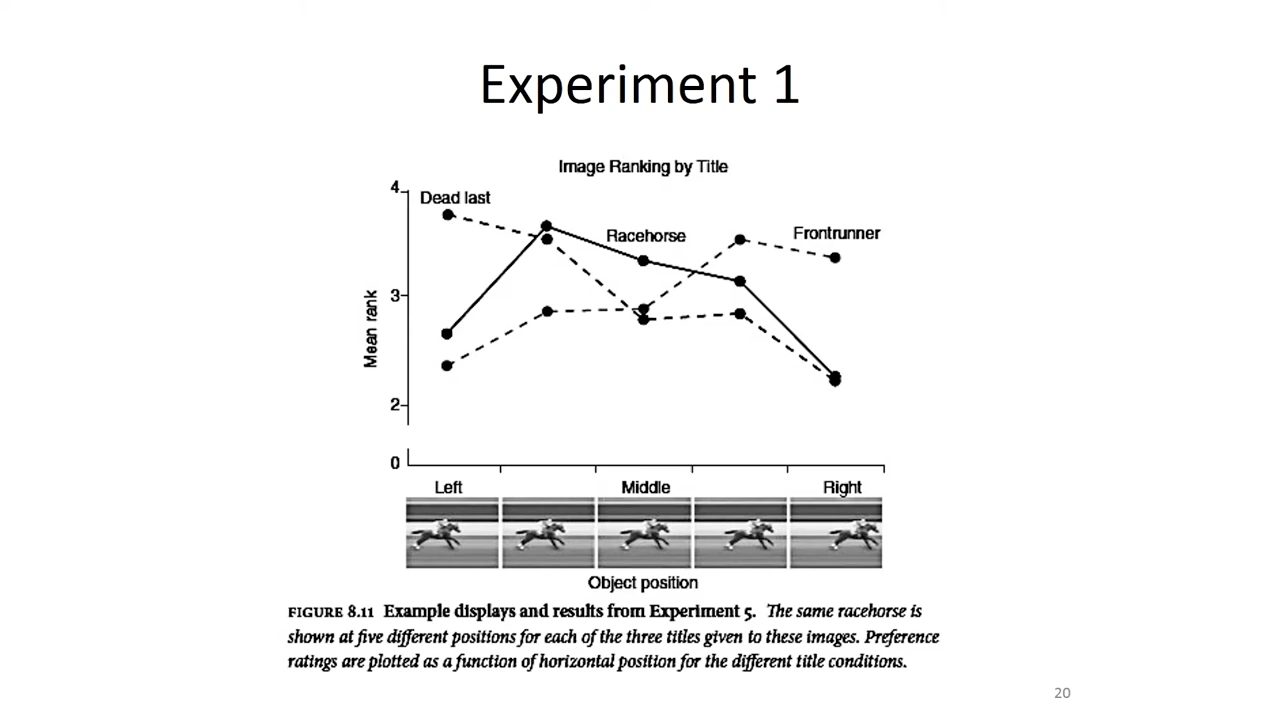 Experiment 1
Image Ranking by Title
4
Dead last
Racehorse
Frontrunner
3
Mean rank
2
0
Left Middle Right
Object position
FIGURE 8.11 Example displays and results from Experiment 5. The same racehorse is
shown at five different positions for each of the three titles given to these images. Preference
ratings are plotted as a function of horizontal position for the different title conditions.
20